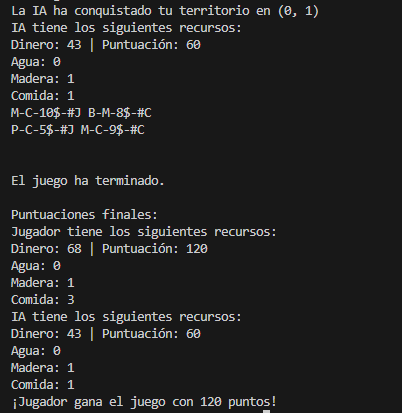 La IA ha conquistado tu territorio en (0, 1)
IA tiene los siguientes recursos:
Dinero: 43 | Puntuación: 60
Agua: 0
Madera: 1
Comida: 1
M-C-10$-#J B-M-8$-#C
P-C-5$-#J M-C-9$-#C
El juego ha terminado.
Puntuaciones finales:
Jugador tiene los siguientes recursos:
Dinero: 68 | Puntuación: 120
Agua: 0
Madera: 1
Comida: 3
IA tiene los siguientes recursos:
Dinero: 43 | Puntuación: 60
Agua: 0
Madera: 1
Comida: 1
¡Jugador gana el juego con 120 puntos!